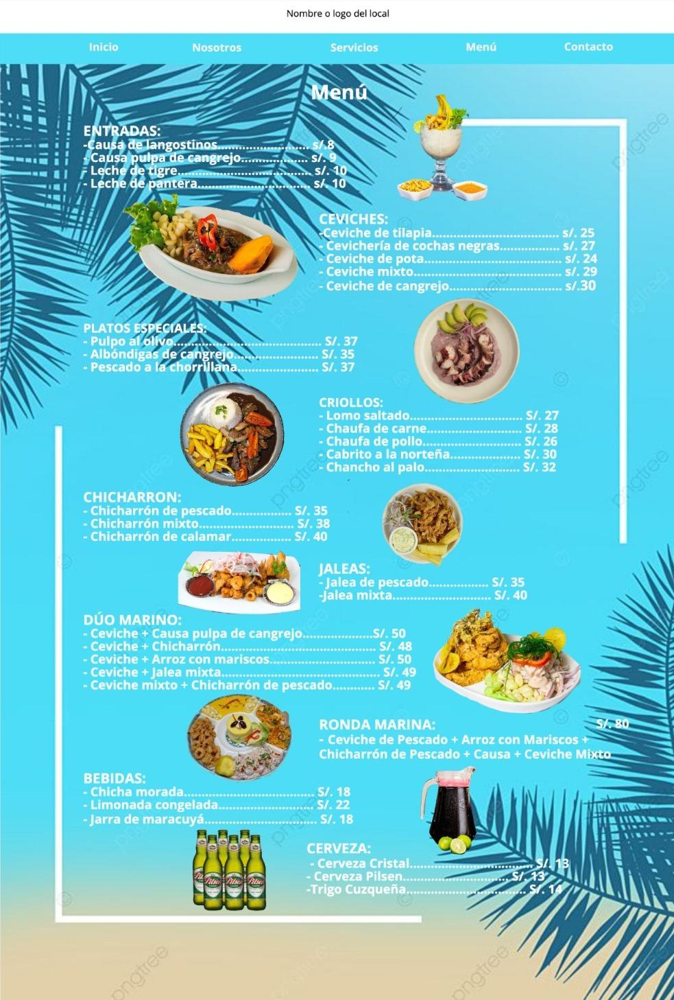 Nombre o logo del local
Inicio
Nosotros
Servicios
Menú
Contacto
Menú
ENTRADAS:
-Causa de langostinos.......................... s/.8
- Causa pulpa de cangrejo................... s/. 9
- Leche de tigre....................................... s/. 10
- Leche de pantera................................ s/. 10
CEVICHES:
-Ceviche de tilapia..................................... s/. 25
- Cevichería de cochas negras................. s/. 27
- Ceviche de pota........................................ s/. 24
- Ceviche mixto........................................... s/. 29
- Ceviche de cangrejo................................. s/.30
PLATOS ESPECIALES:
- Pulpo al olivo........................................... S/. 37
- Albóndigas de cangrejo........................ S/. 35
- Pescado a la chorrillana....................... S/. 37
CRIOLLOS:
- Lomo saltado................................ S/. 27
- Chaufa de carne........................... S/. 28
- Chaufa de pollo............................ S/. 26
- Cabrito a la norteña.................... S/. 30
- Chancho al palo........................... S/. 32
CHICHARRON:
- Chicharrón de pescado................. S/. 35
- Chicharrón mixto........................... S/. 38
- Chicharrón de calamar................. S/. 40
JALEAS:
- Jalea de pescado................. S/. 35
-Jalea mixta............................ S/. 40
DÚO MARINO:
- Ceviche + Causa pulpa de cangrejo....................S/. 50
- Ceviche + Chicharrón............................................ S/. 48
- Ceviche + Arroz con mariscos.............................. S/. 50
- Ceviche + Jalea mixta............................................. S/. 49
- Ceviche mixto + Chicharrón de pescado............ S/. 49
RONDA MARINA: S/. 80
- Ceviche de Pescado + Arroz con Mariscos +
Chicharrón de Pescado + Causa + Ceviche Mixto
BEBIDAS:
- Chicha morada...................................... S/. 18
- Limonada congelada........................... S/. 22
- Jarra de maracuyá................................ S/. 18
CERVEZA:
- Cerveza Cristal................................... S/. 13
- Cerveza Pilsen.............................. S/. 13
-Trigo Cuzqueña.................................. S/. 14
pngtree
pngtree
pngtree
pngtree
pngtree
pngtree